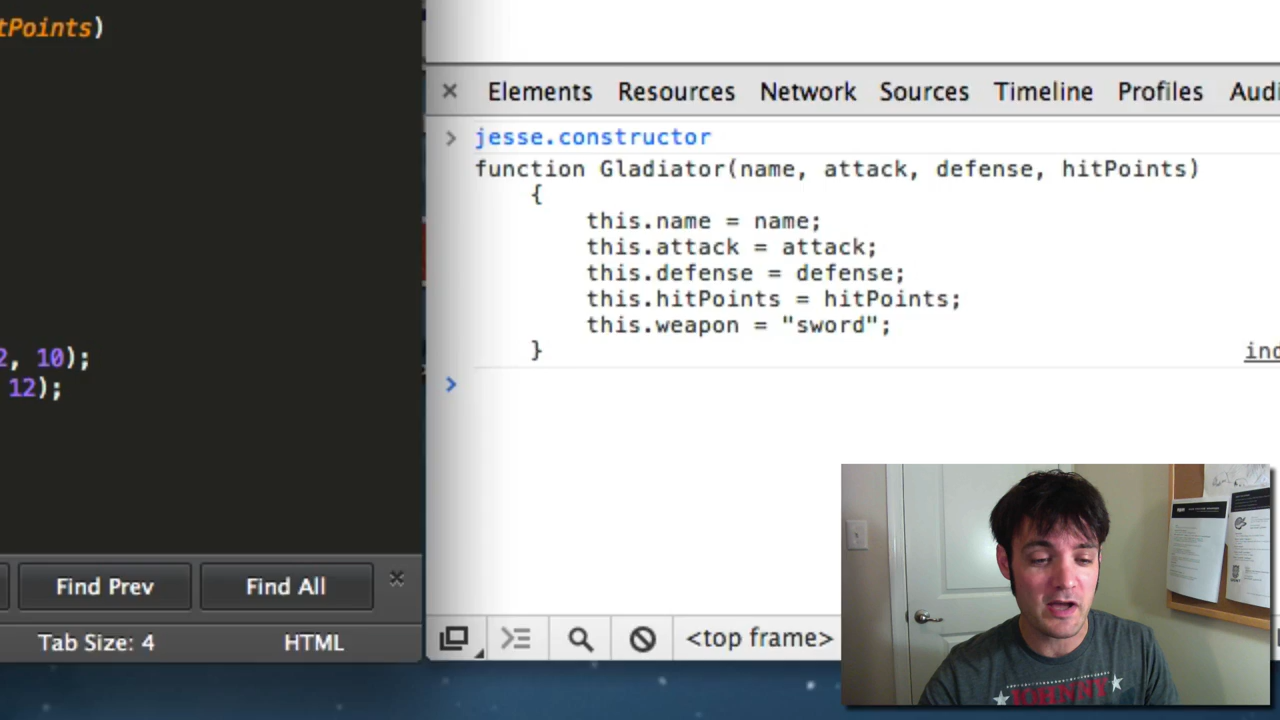 tPoints)
2, 10);
12);
Find Prev
Find All
Tab Size: 4
HTML
Elements Resources Network Sources Timeline Profiles Audi
> jesse.constructor
function Gladiator(name, attack, defense, hitPoints)
{
this.name = name;
this.attack = attack;
this.defense = defense;
this.hitPoints = hitPoints;
this.weapon = "sword";
}
ind
>
<top frame>
JOHNNY